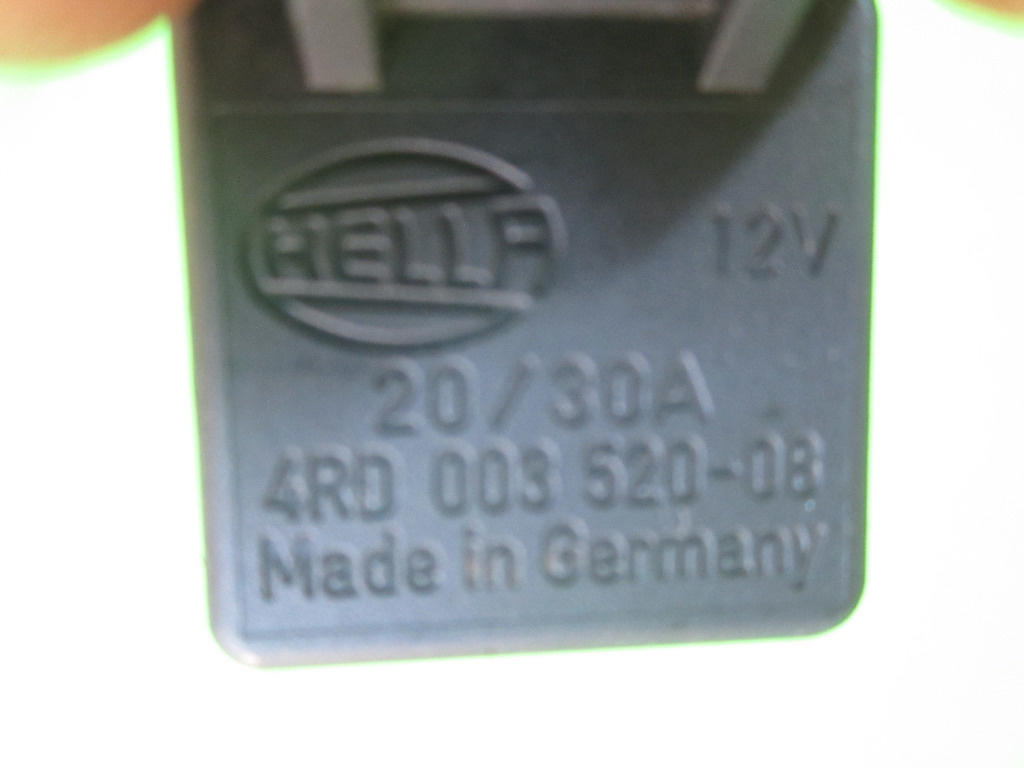 HELLA 12V
20/30A
4RD 003 520-08
Made in Germany